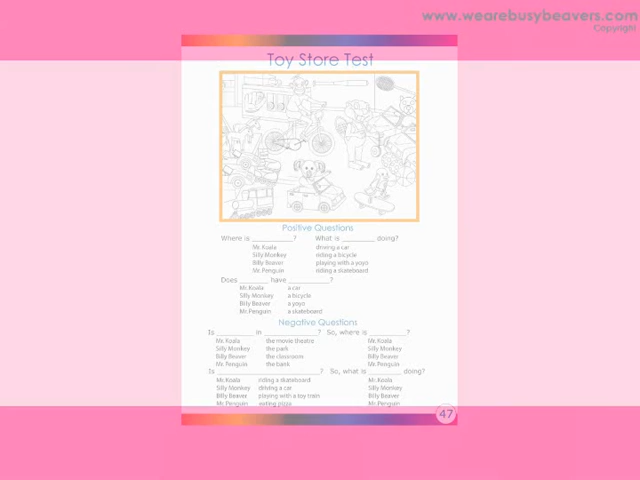 www.wearebusybeavers.com
Copyright
Toy Store Test
Positive Questions
Where is ________? What is _______ doing?
Mr. Koala driving a car
Silly Monkey riding a bicycle
Billy Beaver playing with a yoyo
Mr. Penguin riding a skateboard
Does ______ have ________?
Mr. Koala a car
Silly Monkey a bicycle
Billy Beaver a yoyo
Mr. Penguin a skateboard
Negative Questions
Is ________ in ____________? So, where is ________?
Mr. Koala the movie theatre Mr. Koala
Silly Monkey the park Silly Monkey
Billy Beaver the classroom Billy Beaver
Mr. Penguin the bank Mr. Penguin
Is ______________________? So, what is _______ doing?
Mr. Koala riding a skateboard Mr. Koala
Silly Monkey driving a car Silly Monkey
Billy Beaver playing with a toy train Billy Beaver
Mr. Penguin eating pizza Mr. Penguin
47